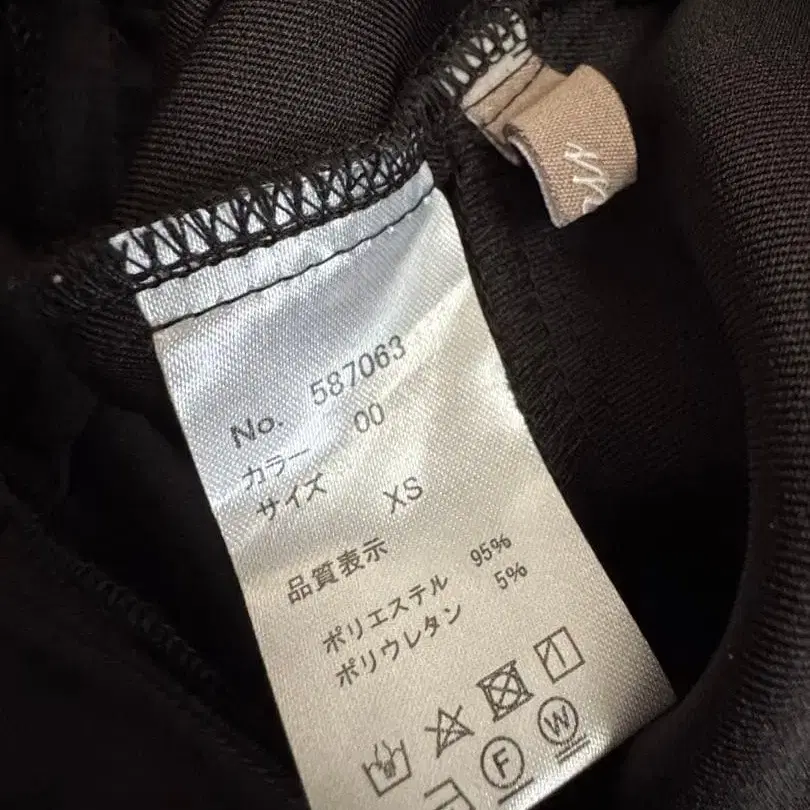 No. 587063
カラー 00
サイズ XS
品質表示
ポリエステル 95%
ポリウレタン 5%
F W